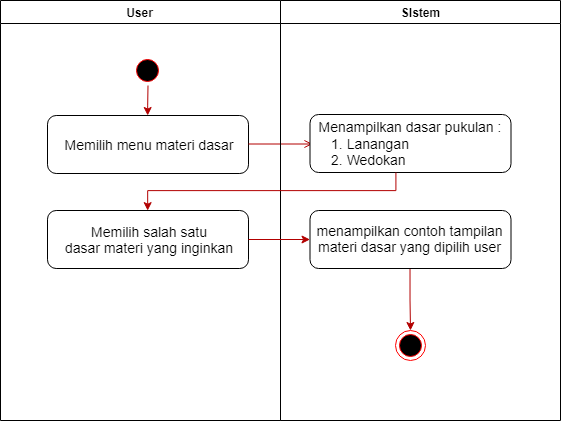 User
SIstem
Memilih menu materi dasar
Menampilkan dasar pukulan :
1. Lanangan
2. Wedokan
Memilih salah satu
dasar materi yang inginkan
menampilkan contoh tampilan
materi dasar yang dipilih user